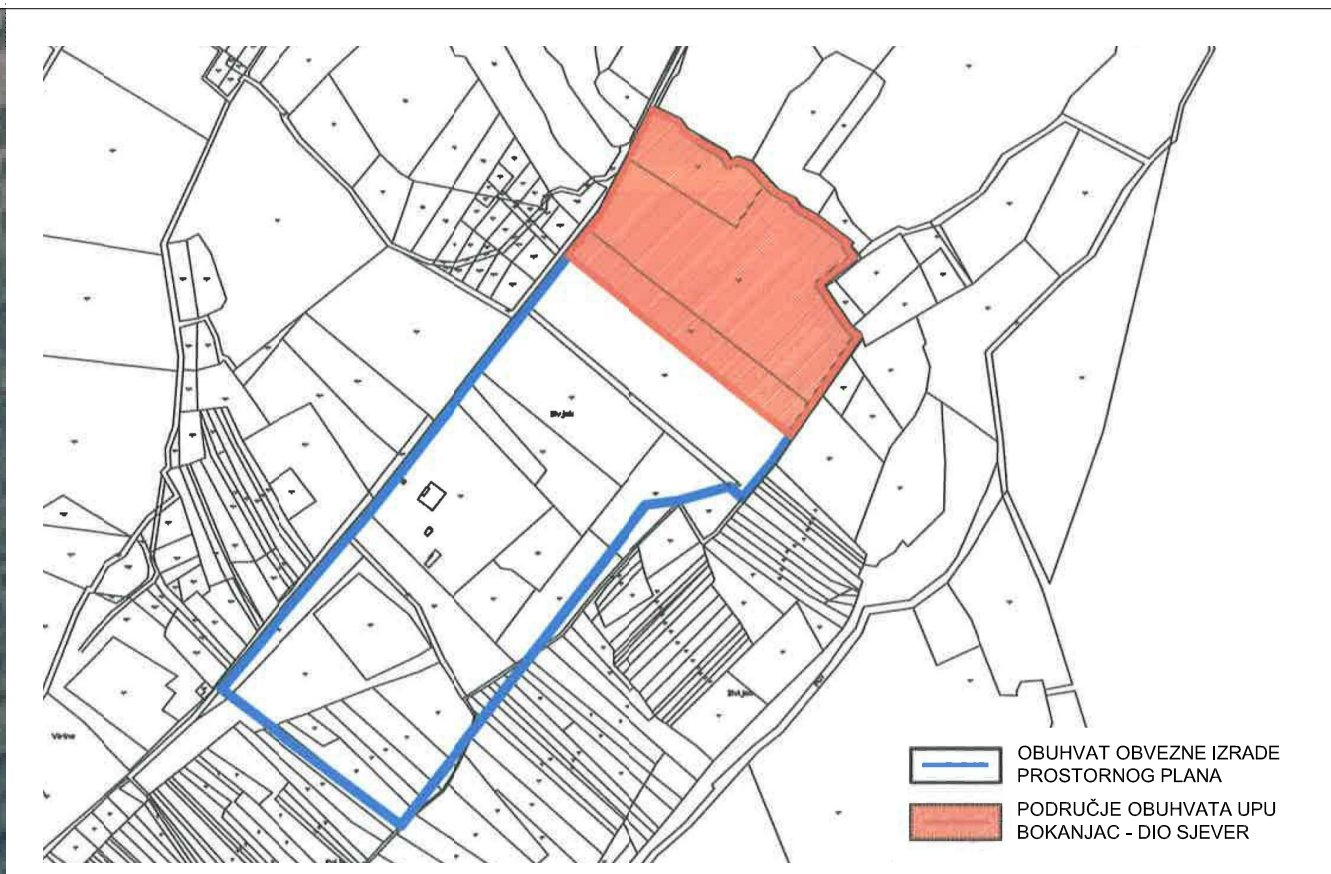 OBUHVAT OBVEZNE IZRADE
PROSTORNOG PLANA
PODRUČJE OBUHVATA UPU
BOKANJAC - DIO SJEVER